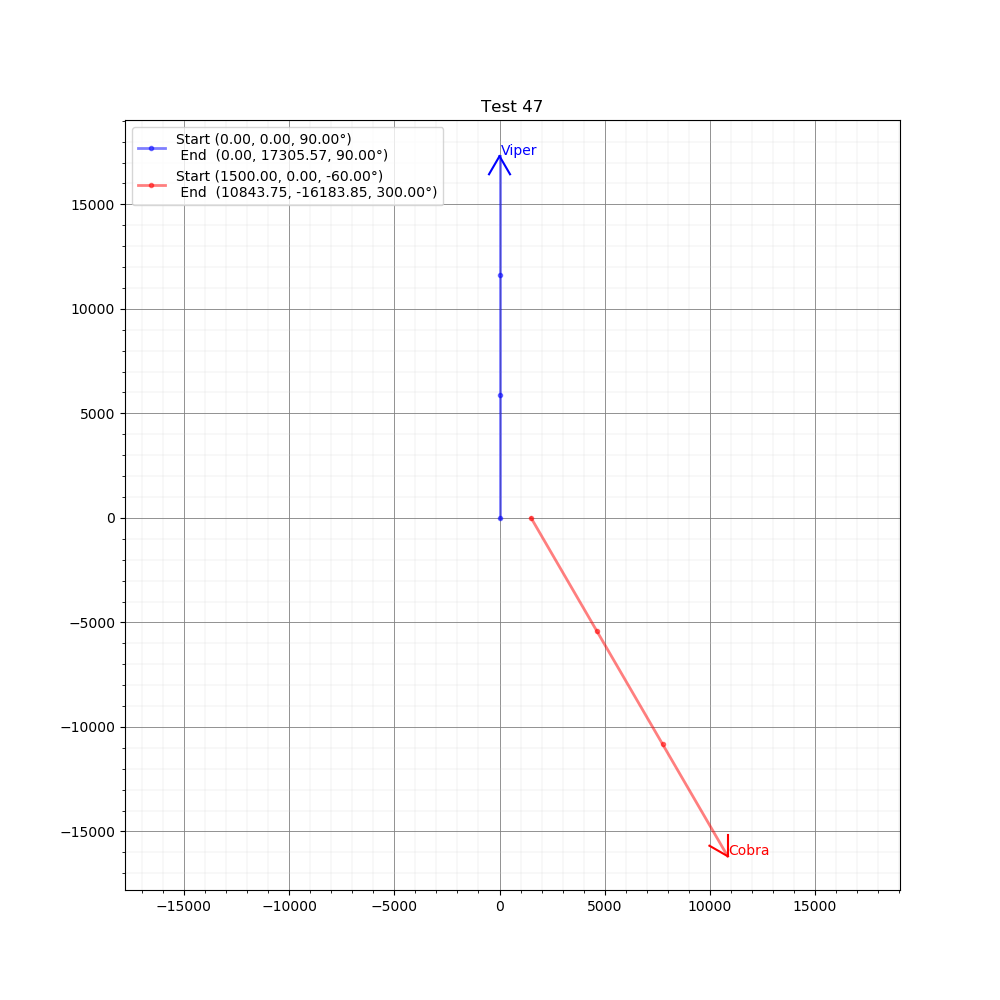 Test 47
Start (0.00, 0.00, 90.00°)
End  (0.00, 17305.57, 90.00°)
Start (1500.00, 0.00, -60.00°)
End  (10843.75, -16183.85, 300.00°)
Viper
Cobra
15000
10000
5000
0
−5000
−10000
−15000
−15000
−10000
−5000
0
5000
10000
15000